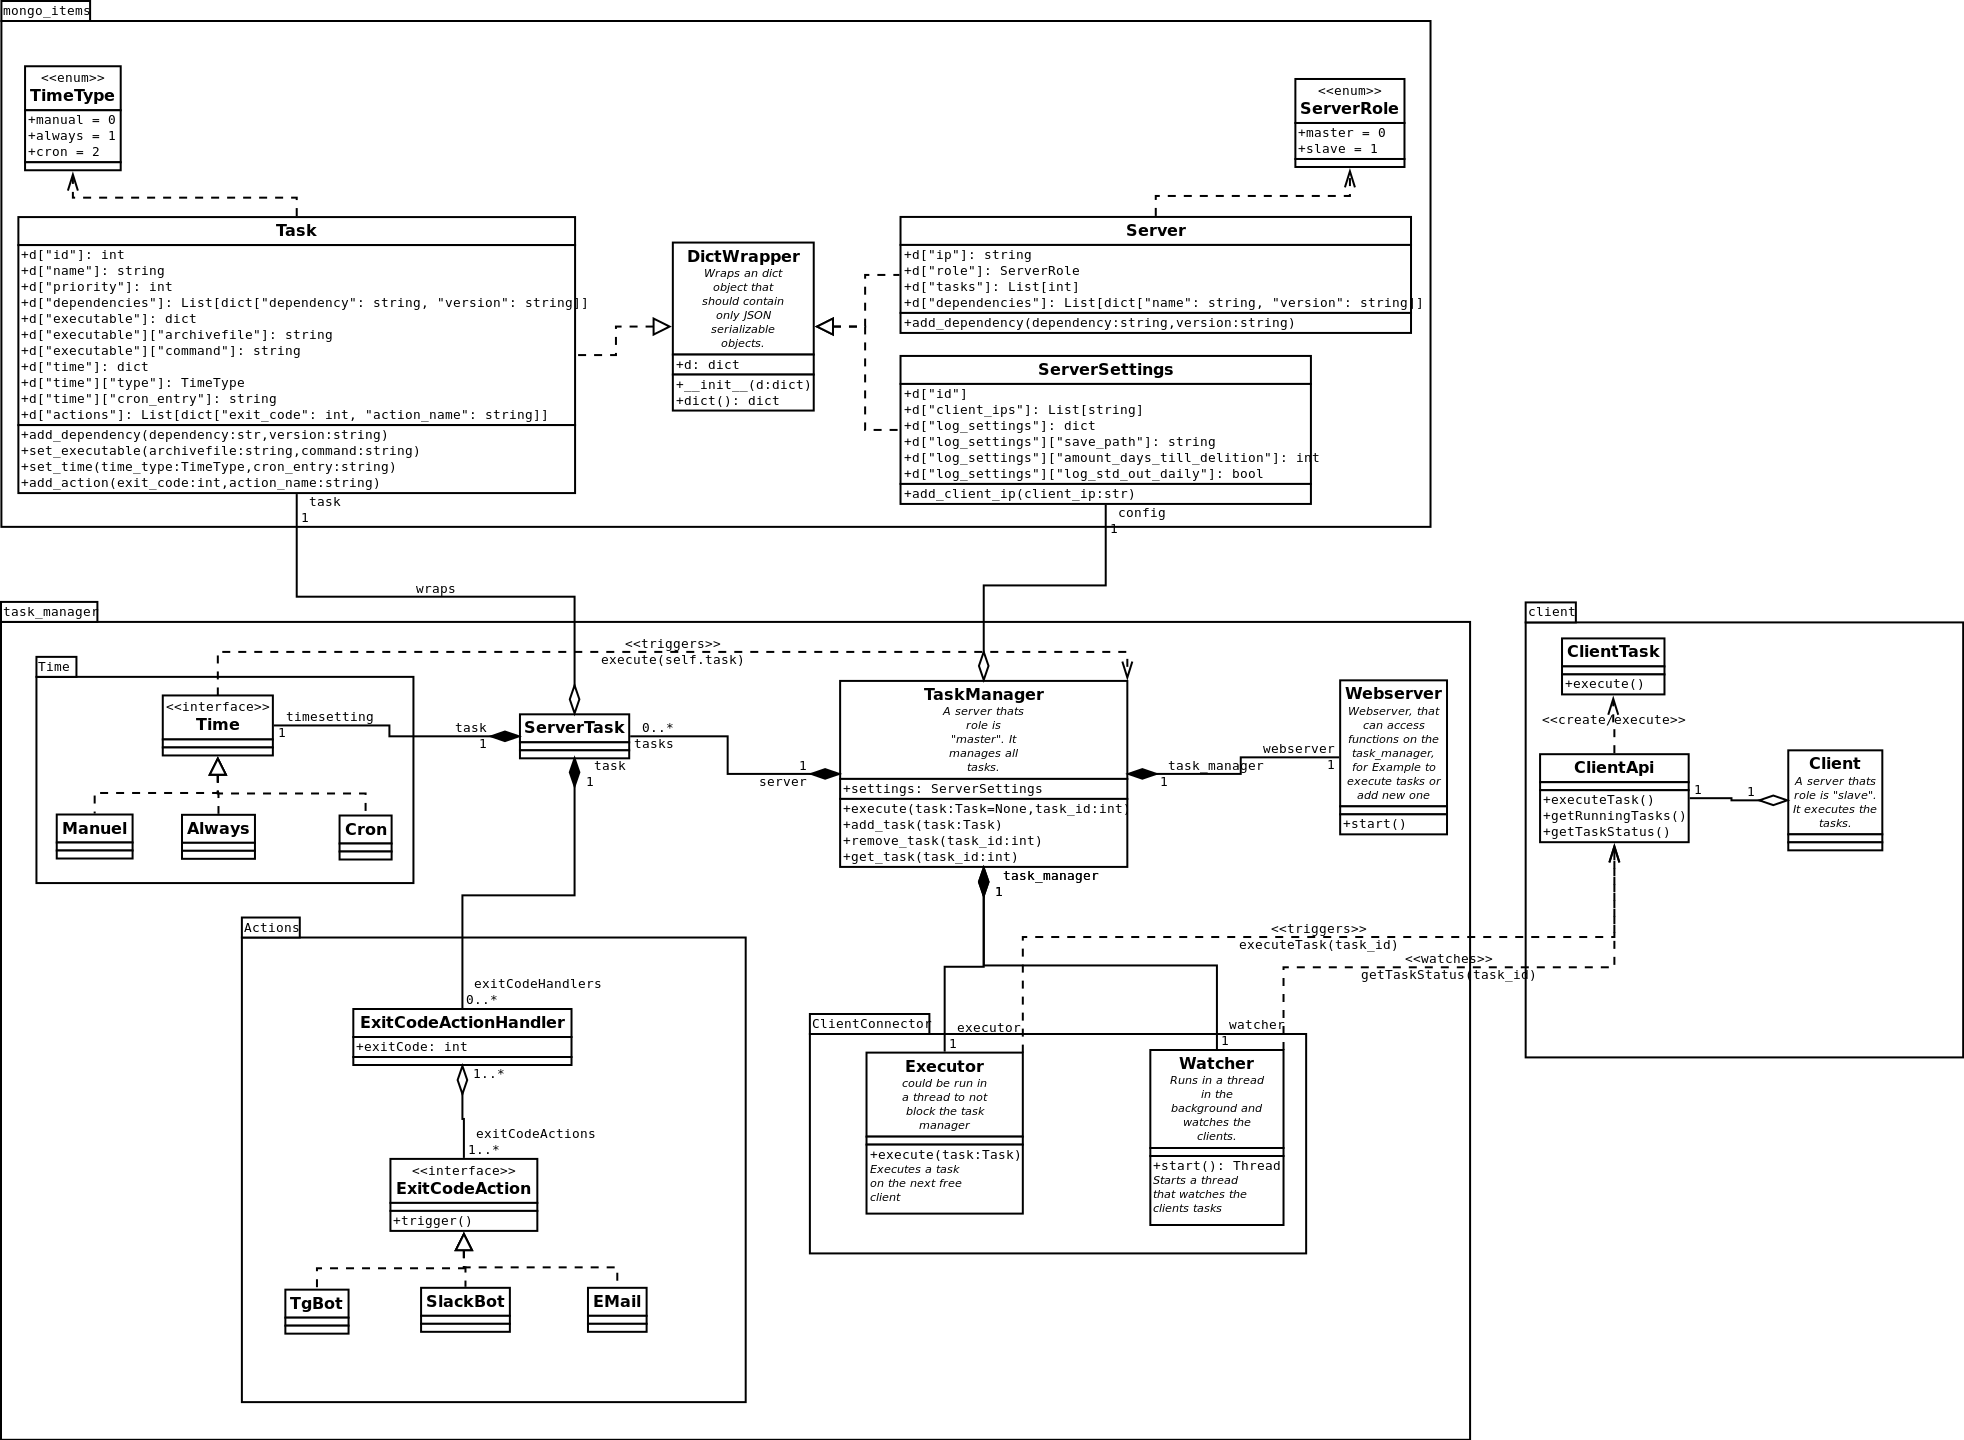 mongo_items
<<enum>>
TimeType
+manual = 0
+always = 1
+cron = 2
<<enum>>
ServerRole
+master = 0
+slave = 1
Task
+d["id"]: int
+d["name"]: string
+d["priority"]: int
+d["dependencies"]: List[dict["dependency": string, "version": string]]
+d["executable"]: dict
+d["executable"]["archivefile"]: string
+d["executable"]["command"]: string
+d["time"]: dict
+d["time"]["type"]: TimeType
+d["time"]["cron_entry"]: string
+d["actions"]: List[dict["exit_code": int, "action_name": string]]
+add_dependency(dependency:str,version:string)
+set_executable(archivefile:string,command:string)
+set_time(time_type:TimeType,cron_entry:string)
+add_action(exit_code:int,action_name:string)
DictWrapper
Wraps an dict
object that
should contain
only JSON
serializable
objects.
+d: dict
+__init__(d:dict)
+dict(): dict
Server
+d["ip"]: string
+d["role"]: ServerRole
+d["tasks"]: List[int]
+d["dependencies"]: List[dict["name": string, "version": string]]
+add_dependency(dependency:string,version:string)
ServerSettings
+d["id"]
+d["client_ips"]: List[string]
+d["log_settings"]: dict
+d["log_settings"]["save_path"]: string
+d["log_settings"]["amount_days_till_delition"]: int
+d["log_settings"]["log_std_out_daily"]: bool
+add_client_ip(client_ip:str)
task
1
config
1
wraps
task_manager
<<triggers>>
execute(self.task)
Time
<<interface>>
Time
timesetting
1
task
1
ServerTask
0..*
tasks
task
1
1
server
Manuel
Always
Cron
TaskManager
A server thats
role is
"master". It
manages all
tasks.
+settings: ServerSettings
+execute(task:Task=None,task_id:int)
+add_task(task:Task)
+remove_task(task_id:int)
+get_task(task_id:int)
task_manager
1
webserver
1
Webserver
Webserver, that
can access
functions on the
task_manager,
for Example to
execute tasks or
add new one
+start()
task_manager
1
client
ClientTask
+execute()
<<create/execute>>
ClientApi
+executeTask()
+getRunningTasks()
+getTaskStatus()
1
1
Client
A server thats
role is "slave".
It executes the
tasks.
<<triggers>>
executeTask(task_id)
<<watches>>
getTaskStatus(task_id)
Actions
exitCodeHandlers
0..*
ExitCodeActionHandler
+exitCode: int
1..*
exitCodeActions
1..*
<<interface>>
ExitCodeAction
+trigger()
TgBot
SlackBot
EMail
ClientConnector
executor
1
watcher
1
Executor
could be run in
a thread to not
block the task
manager
+execute(task:Task)
Executes a task
on the next free
client
Watcher
Runs in a thread
in the
background and
watches the
clients.
+start(): Thread
Starts a thread
that watches the
clients tasks